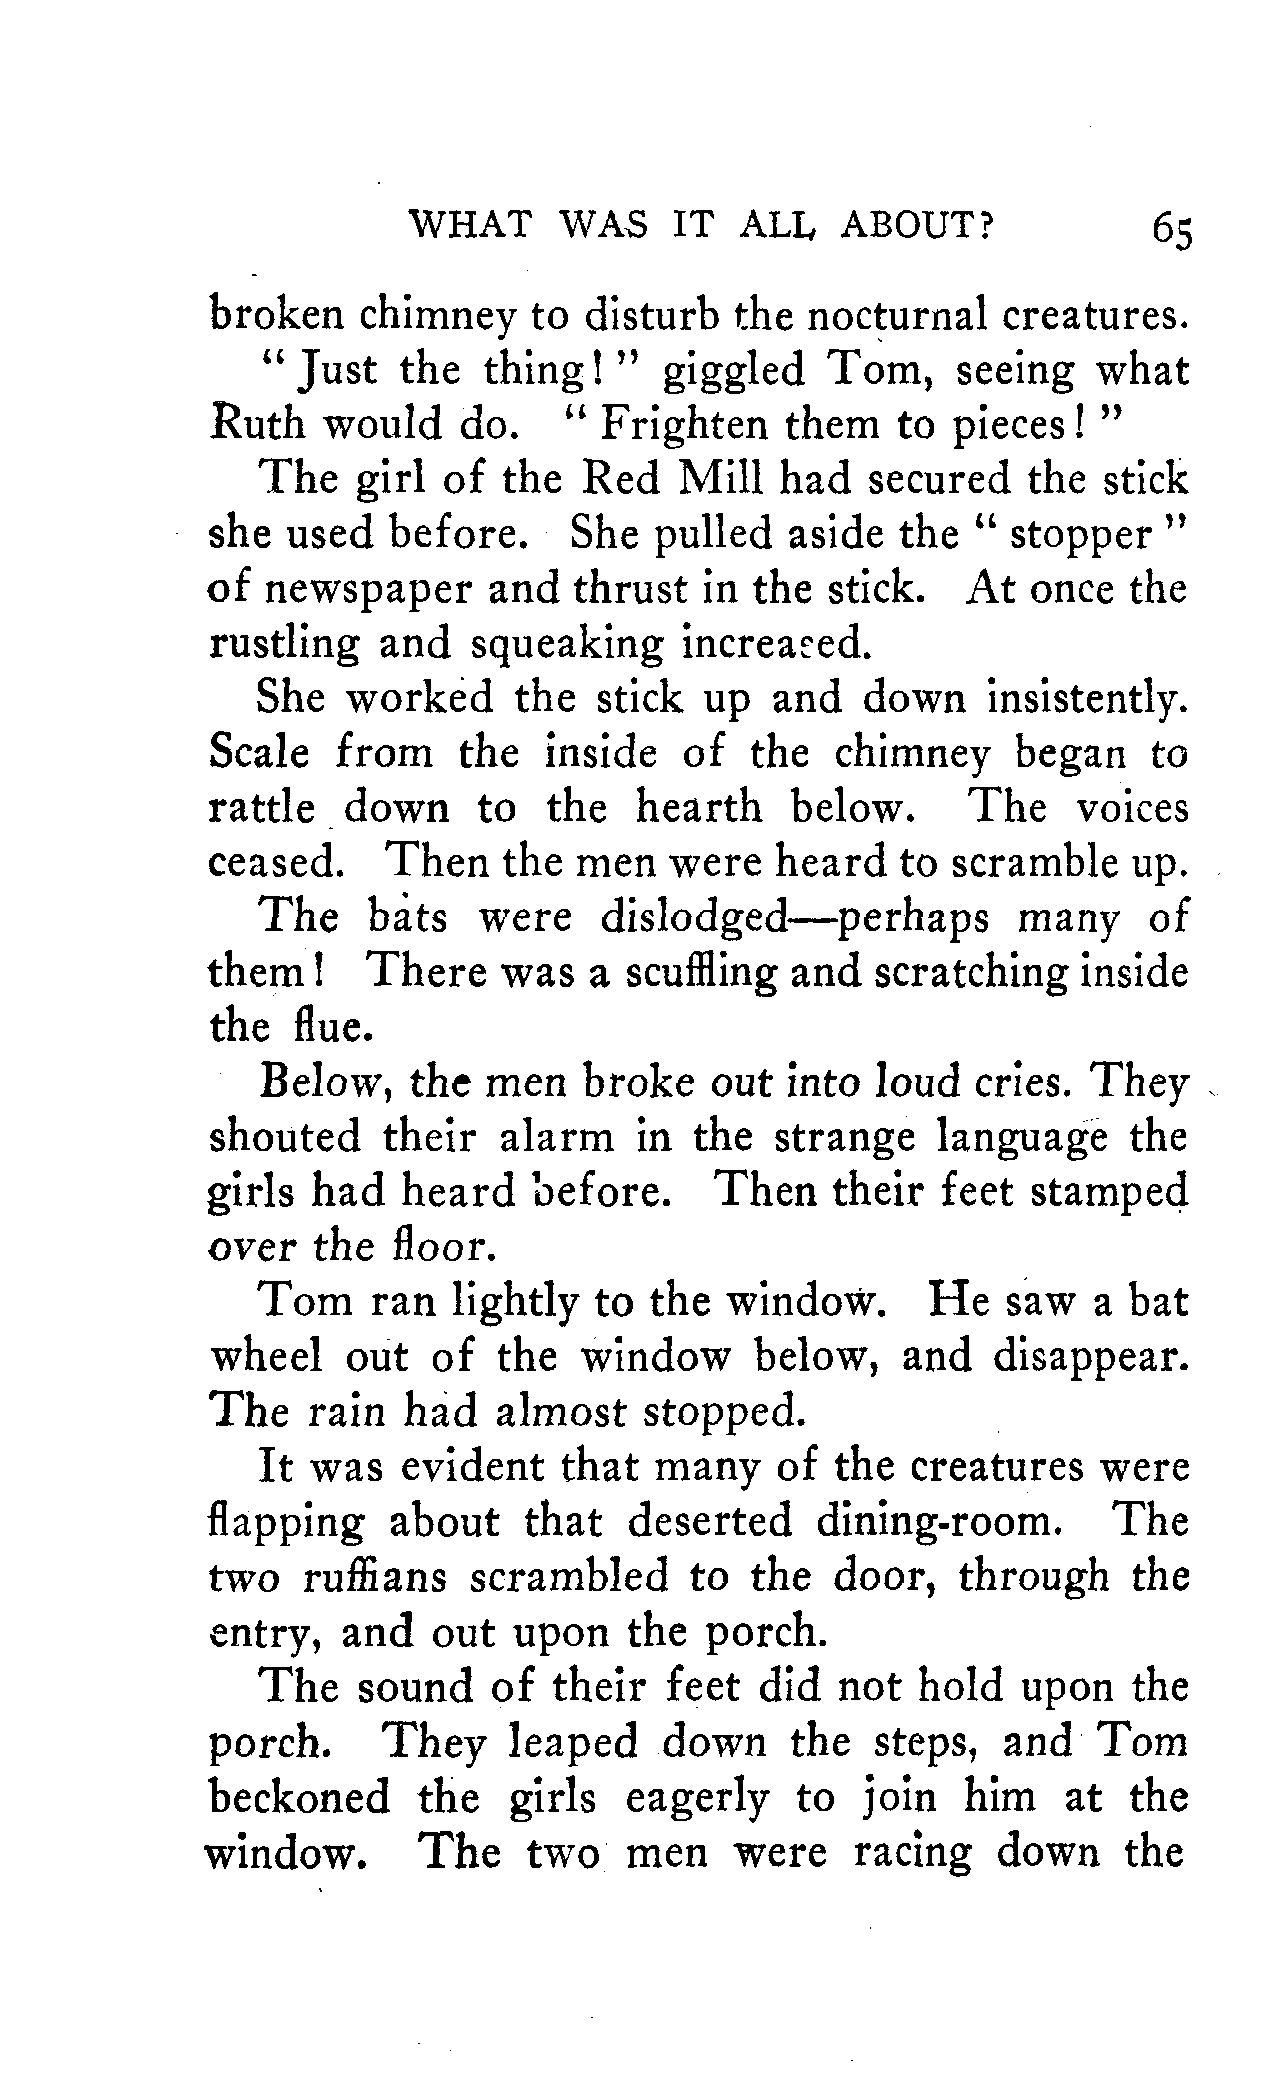 WHAT WAS IT ALL ABOUT? 65
broken chimney to disturb the nocturnal creatures.
" Just the thing! " giggled Tom, seeing what
Ruth would do. " Frighten them to pieces! "
The girl of the Red Mill had secured the stick
she used before. She pulled aside the " stopper "
of newspaper and thrust in the stick. At once the
rustling and squeaking increased.
She worked the stick up and down insistently.
Scale from the inside of the chimney began to
rattle down to the hearth below. The voices
ceased. Then the men were heard to scramble up.
The bats were dislodged—perhaps many of
them! There was a scuffling and scratching inside
the flue.
Below, the men broke out into loud cries. They
shouted their alarm in the strange language the
girls had heard before. Then their feet stamped
over the floor.
Tom ran lightly to the window. He saw a bat
wheel out of the window below, and disappear.
The rain had almost stopped.
It was evident that many of the creatures were
flapping about that deserted dining-room. The
two ruffians scrambled to the door, through the
entry, and out upon the porch.
The sound of their feet did not hold upon the
porch. They leaped down the steps, and Tom
beckoned the girls eagerly to join him at the
window. The two men were racing down the